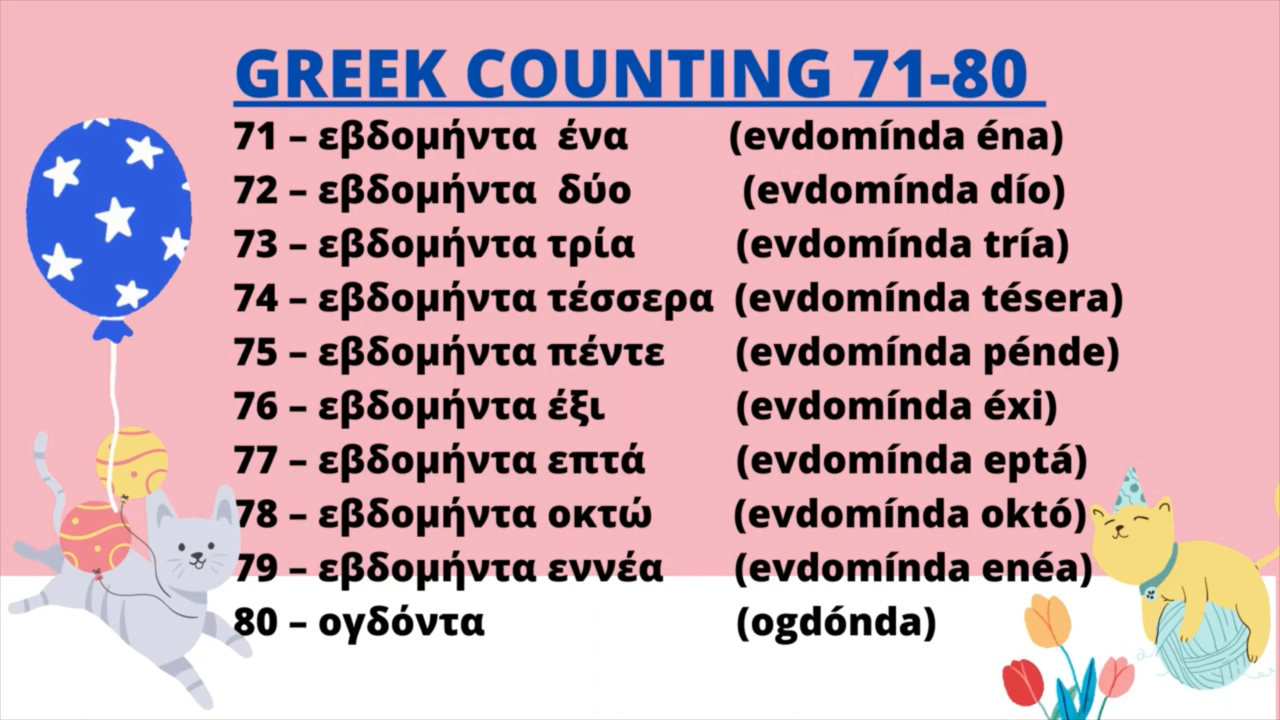 GREEK COUNTING 71-80
71 – εβδομήντα ένα (evdomínda éna)
72 – εβδομήντα δύο (evdomínda dío)
73 – εβδομήντα τρία (evdomínda tría)
74 – εβδομήντα τέσσερα (evdomínda tésera)
75 – εβδομήντα πέντε (evdomínda pénde)
76 – εβδομήντα έξι (evdomínda éxi)
77 – εβδομήντα επτά (evdomínda eptá)
78 – εβδομήντα οκτώ (evdomínda októ)
79 – εβδομήντα εννέα (evdomínda enéa)
80 – ογδόντα (ogdónda)